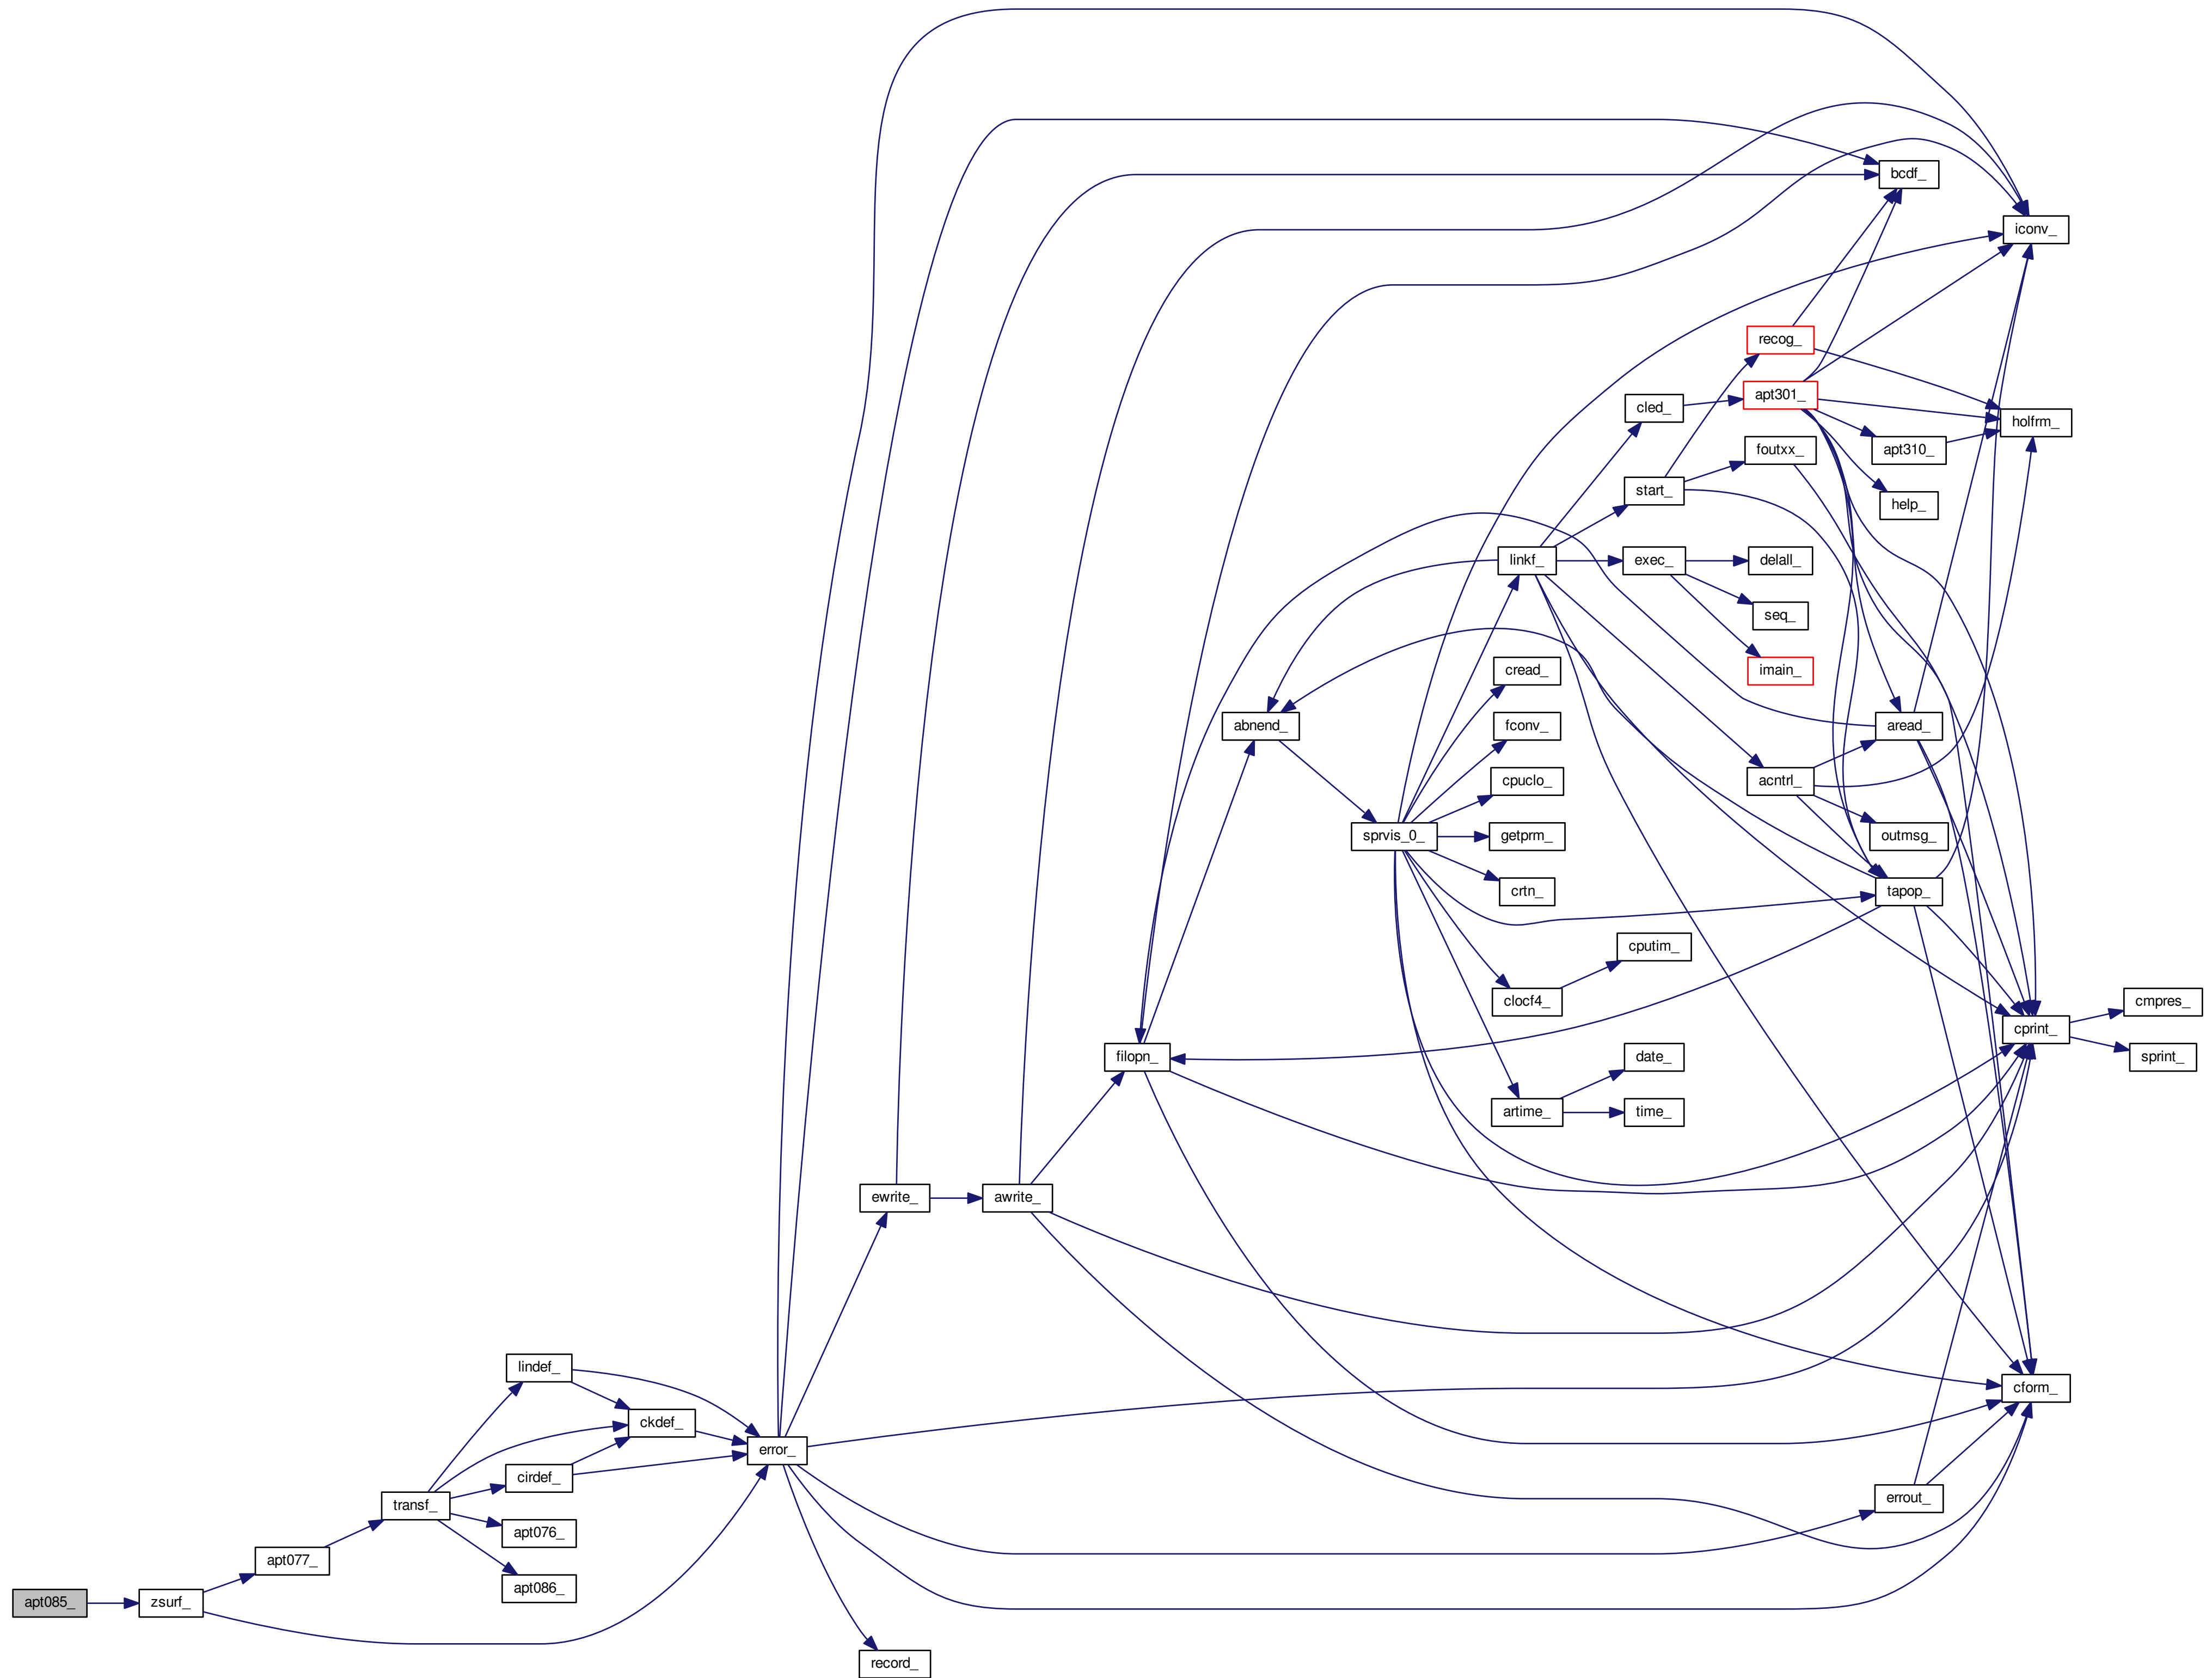 bcdf_
iconv_
recog_
apt301_
cled_
holfrm_
foutxx_
apt310_
start_
help_
linkf_
exec_
delall_
seq_
cread_
imain_
abnend_
fconv_
aread_
cpuclo_
acntrl_
sprvis_0_
getprm_
outmsg_
crtn_
tapop_
cputim_
clocf4_
cmpres_
cprint_
filopn_
date_
sprint_
artime_
time_
ewrite_
awrite_
lindef_
cform_
ckdef_
error_
cirdef_
transf_
errout_
apt076_
apt077_
apt086_
apt085_
zsurf_
record_